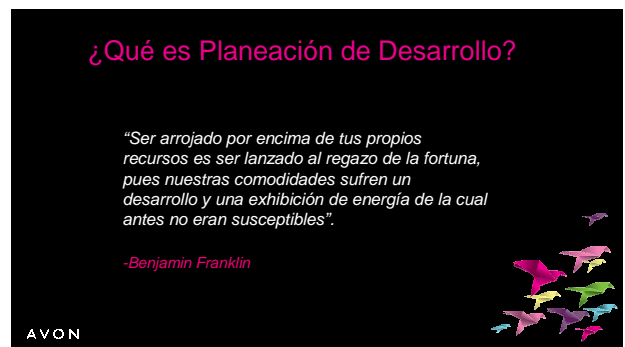 ¿Qué es Planeación de Desarrollo?
“Ser arrojado por encima de tus propios
recursos es ser lanzado al regazo de la fortuna,
pues nuestras comodidades sufren un
desarrollo y una exhibición de energía de la cual
antes no eran susceptibles”.
-Benjamin Franklin
AVON